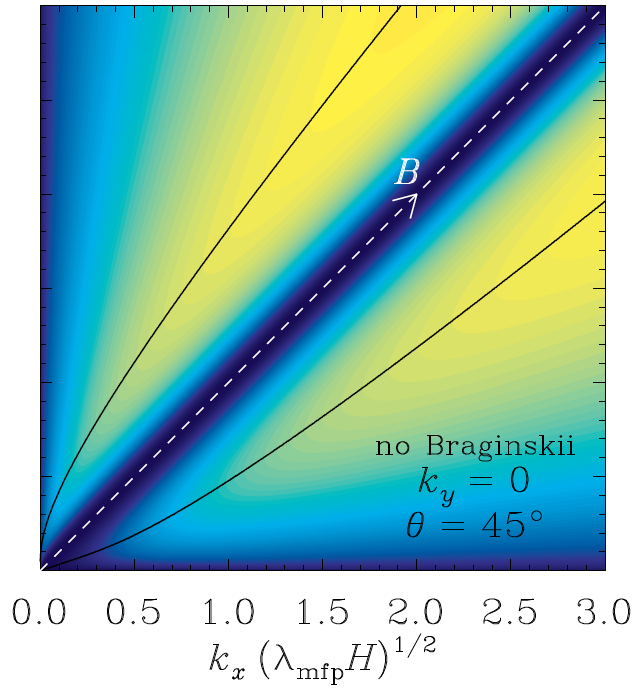 B
no Braginskii
k_y = 0
θ = 45°
0.0 0.5 1.0 1.5 2.0 2.5 3.0
k_x (λ_mfp H)^1/2